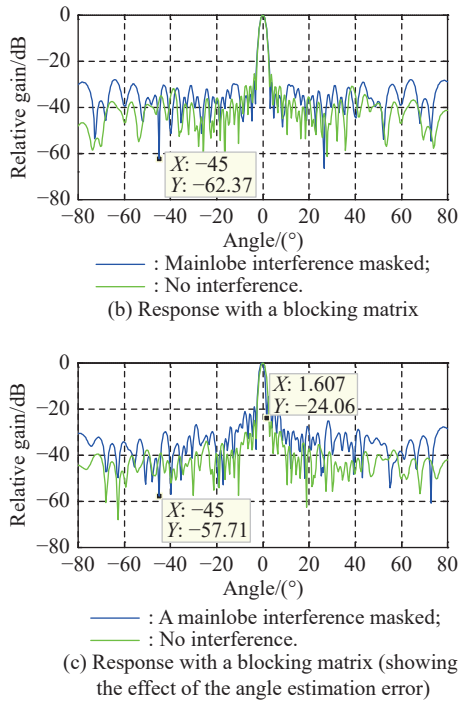 0
−20
−40
−60
−80
Relative gain/dB
X: −45
Y: −62.37
−80 −60 −40 −20 0 20 40 60 80
Angle/(°)
: Mainlobe interference masked;
: No interference.
(b) Response with a blocking matrix
0
−20
−40
−60
−80
Relative gain/dB
X: 1.607
Y: −24.06
X: −45
Y: −57.71
−80 −60 −40 −20 0 20 40 60 80
Angle/(°)
: A mainlobe interference masked;
: No interference.
(c) Response with a blocking matrix (showing
the effect of the angle estimation error)